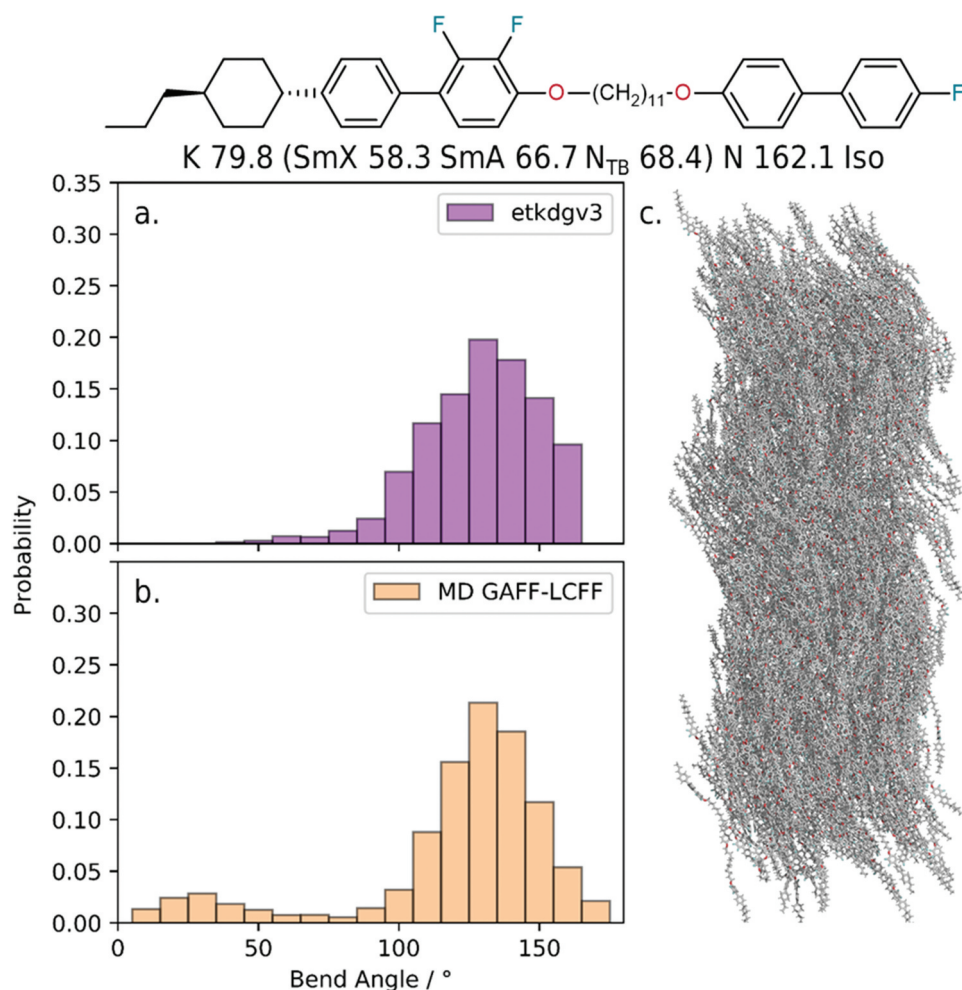 F F
O (CH2)11 O F
K 79.8 (SmX 58.3 SmA 66.7 NTB 68.4) N 162.1 Iso
a. etkdgv3 c.
0.35
0.30
0.25
0.20
0.15
0.10
0.05
0.00
Probability
b. MD GAFF-LCFF
0.30
0.25
0.20
0.15
0.10
0.05
0.00
0 50 100 150
Bend Angle / °